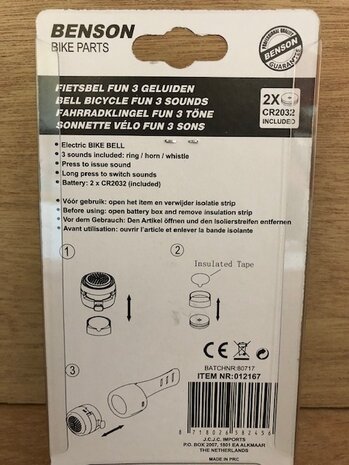 BENSON
BIKE PARTS
PROFESSIONAL QUALITY
BENSON
GUARANTEE
FIETSBEL FUN 3 GELUIDEN
BELL BICYCLE FUN 3 SOUNDS
FAHRRADKLINGEL FUN 3 TÖNE
SONNETTE VÉLO FUN 3 SONS
2X
CR2032
INCLUDED
• Electric BIKE BELL
• 3 sounds included: ring / horn / whistle
• Press to issue sound
• Long press to switch sounds
• Battery: 2 x CR2032 (included)
• Vóór gebruik: open het item en verwijder isolatie strip
• Before using: open battery box and remove insulation strip
• Vor dem Gebrauch: Den Artikel öffnen und den Isolierstreifen entfernen
• Avant utilisation: ouvrir l'article et enlever la bande isolante
1
2
Insulated Tape
3
CE
BATCHNR:80717
ITEM NR:012167
8 718026 582456
J.C.J.C. IMPORTS
P.O. BOX 2007, 1801 EA ALKMAAR
THE NETHERLANDS
MADE IN PRC